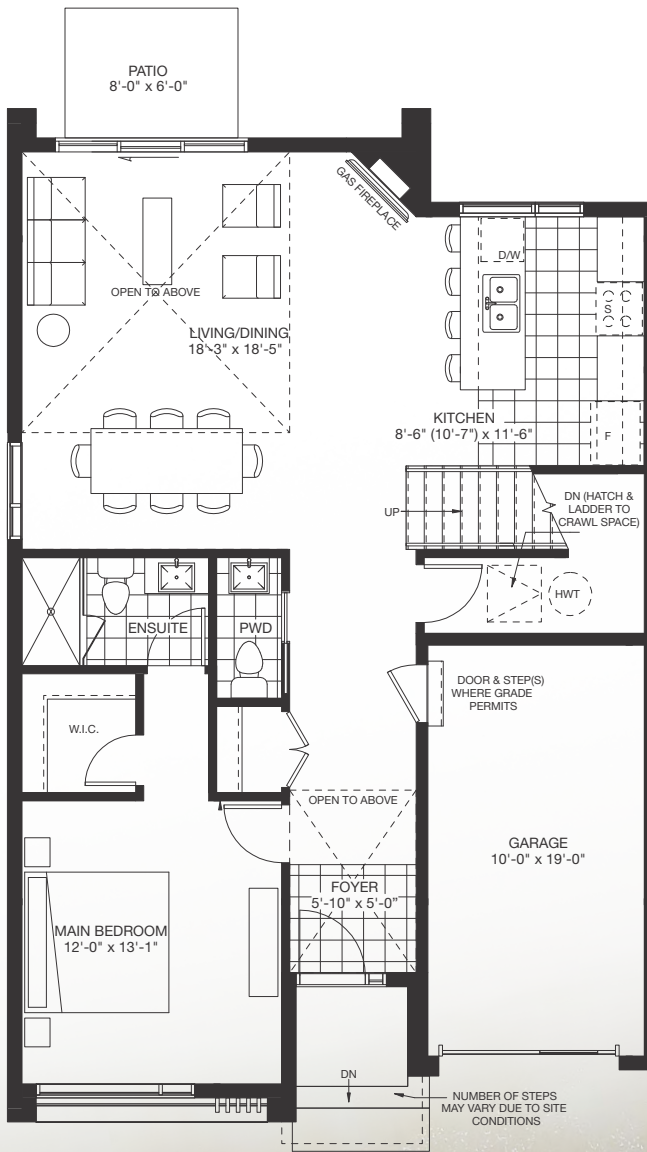 PATIO
8'-0" x 6'-0"
GAS FIREPLACE
D/W
OPEN TO ABOVE
S
LIVING/DINING
18'-3" x 18'-5"
KITCHEN
8'-6" (10'-7") x 11'-6"
F
UP
DN (HATCH &
LADDER TO
CRAWL SPACE)
HWT
ENSUITE
PWD
DOOR & STEP(S)
WHERE GRADE
PERMITS
W.I.C.
OPEN TO ABOVE
GARAGE
10'-0" x 19'-0"
FOYER
5'-10" x 5'-0"
MAIN BEDROOM
12'-0" x 13'-1"
DN
NUMBER OF STEPS
MAY VARY DUE TO SITE
CONDITIONS